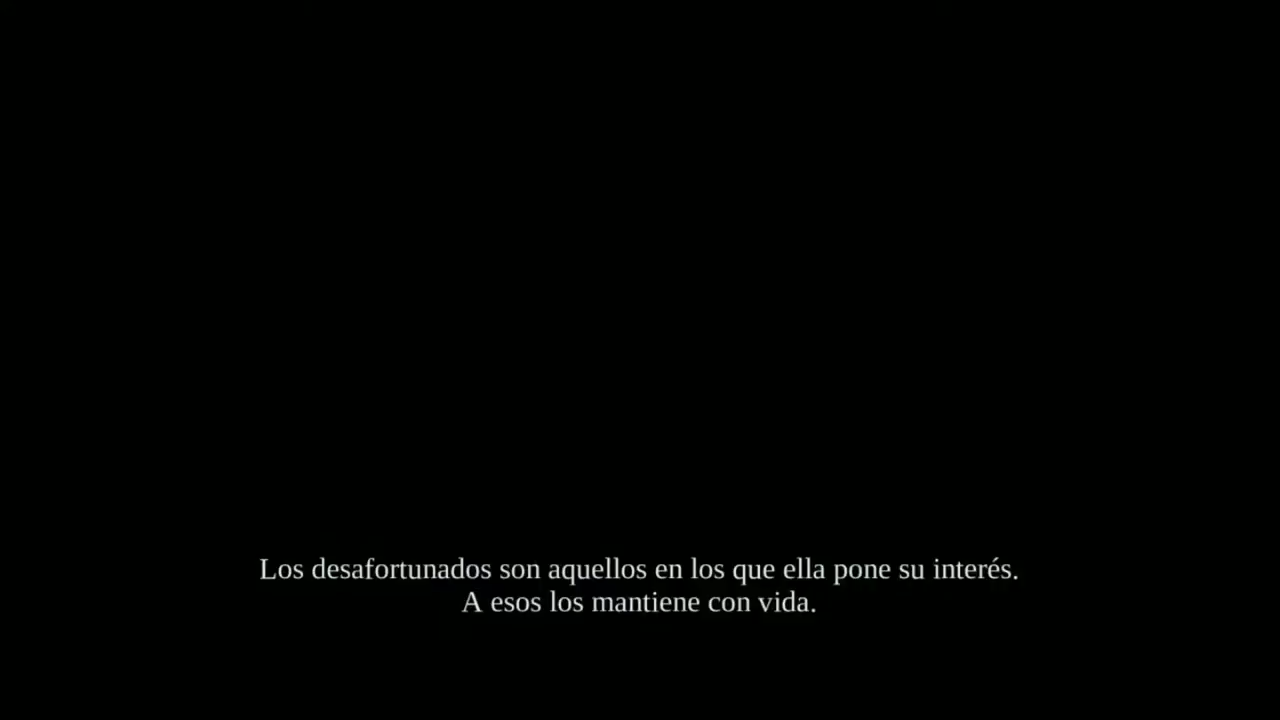 Los desafortunados son aquellos en los que ella pone su interés.
A esos los mantiene con vida.